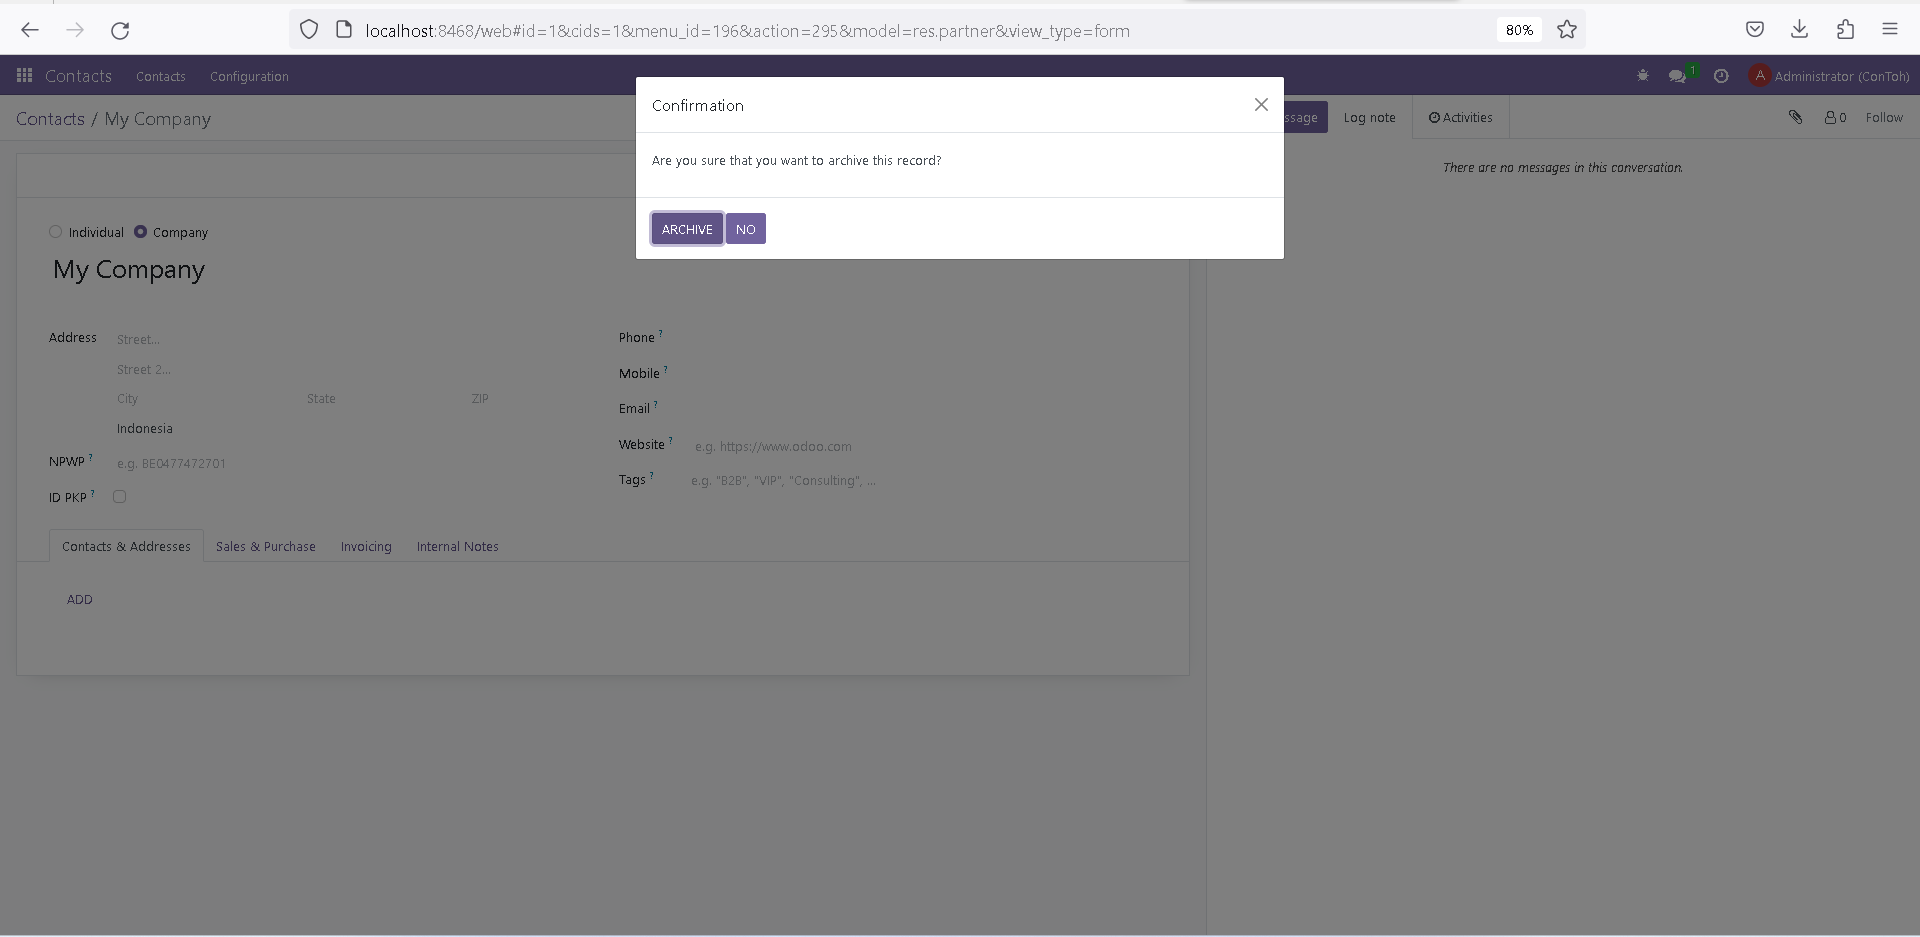 localhost:8468/web#id=1&cids=1&menu_id=196&action=295&model=res.partner&view_type=form
80%
Contacts
Contacts
Configuration
1
A
Administrator (ConToh)
Contacts / My Company
ssage
Log note
Activities
0
Follow
Confirmation
Are you sure that you want to archive this record?
ARCHIVE
NO
There are no messages in this conversation.
Individual
Company
My Company
Address
Street...
Street 2...
City
State
ZIP
Indonesia
NPWP ?
e.g. BE0477472701
ID PKP ?
Phone ?
Mobile ?
Email ?
Website ?
e.g. https://www.odoo.com
Tags ?
e.g. "B2B", "VIP", "Consulting", ...
Contacts & Addresses
Sales & Purchase
Invoicing
Internal Notes
ADD